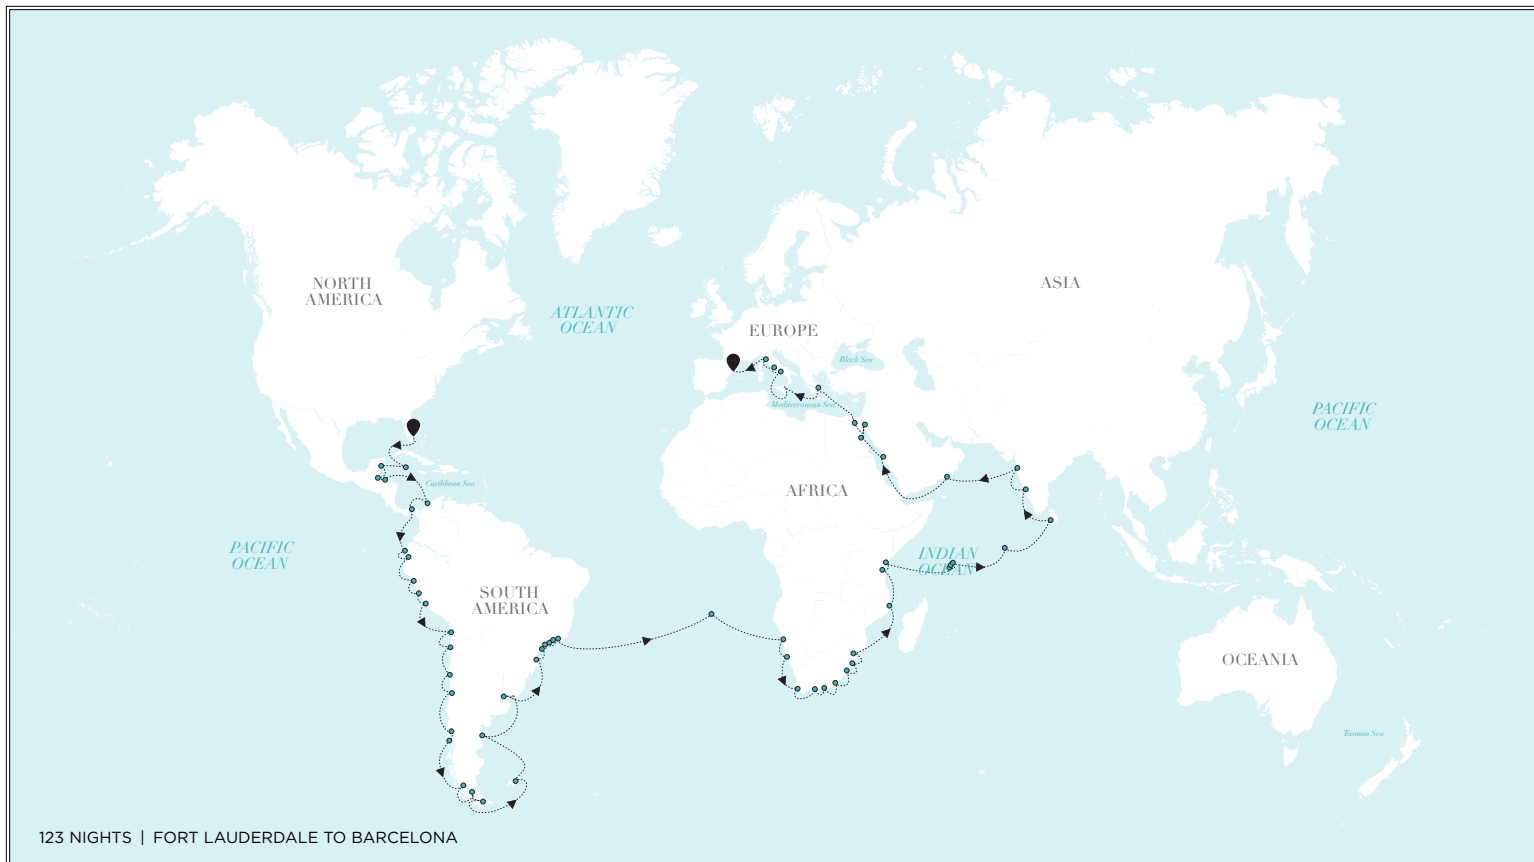 NORTH
AMERICA
ATLANTIC
OCEAN
EUROPE
ASIA
Black Sea
Mediterranean Sea
PACIFIC
OCEAN
Caribbean Sea
AFRICA
PACIFIC
OCEAN
INDIAN
OCEAN
SOUTH
AMERICA
OCEANIA
Tasman Sea
123 NIGHTS | FORT LAUDERDALE TO BARCELONA